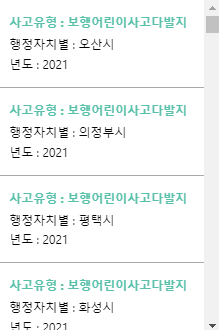 사고유형 : 보행어린이사고다발지
행정자치별 : 오산시
년도 : 2021
사고유형 : 보행어린이사고다발지
행정자치별 : 의정부시
년도 : 2021
사고유형 : 보행어린이사고다발지
행정자치별 : 평택시
년도 : 2021
사고유형 : 보행어린이사고다발지
행정자치별 : 화성시
년도 : 2021